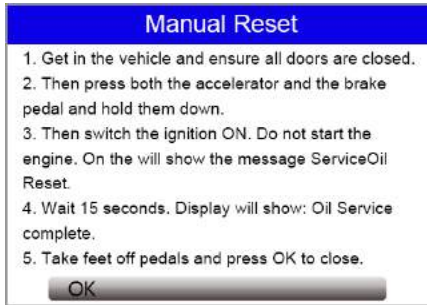 Manual Reset
1. Get in the vehicle and ensure all doors are closed.
2. Then press both the accelerator and the brake
pedal and hold them down.
3. Then switch the ignition ON. Do not start the
engine. On the will show the message ServiceOil
Reset.
4. Wait 15 seconds. Display will show: Oil Service
complete.
5. Take feet off pedals and press OK to close.
OK